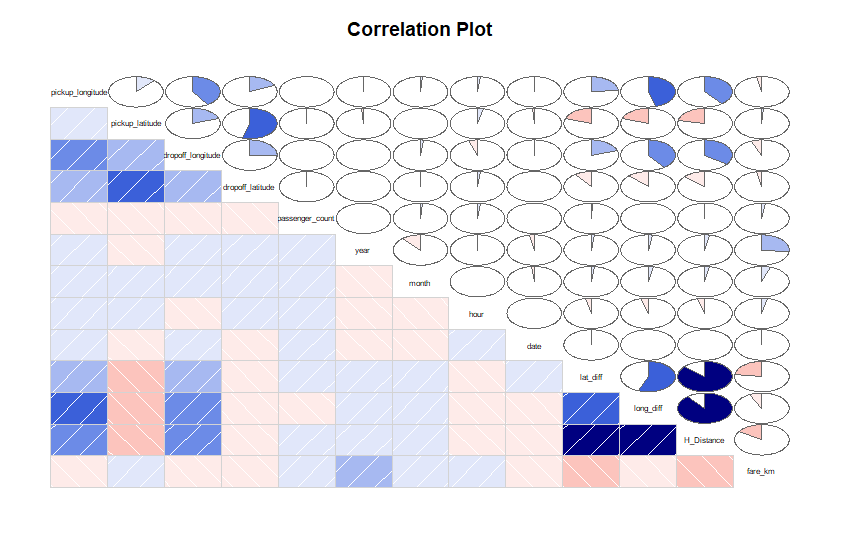 Correlation Plot
pickup_longitude
pickup_latitude
dropoff_longitude
dropoff_latitude
passenger_count
year
month
hour
date
lat_diff
long_diff
H_Distance
fare_km